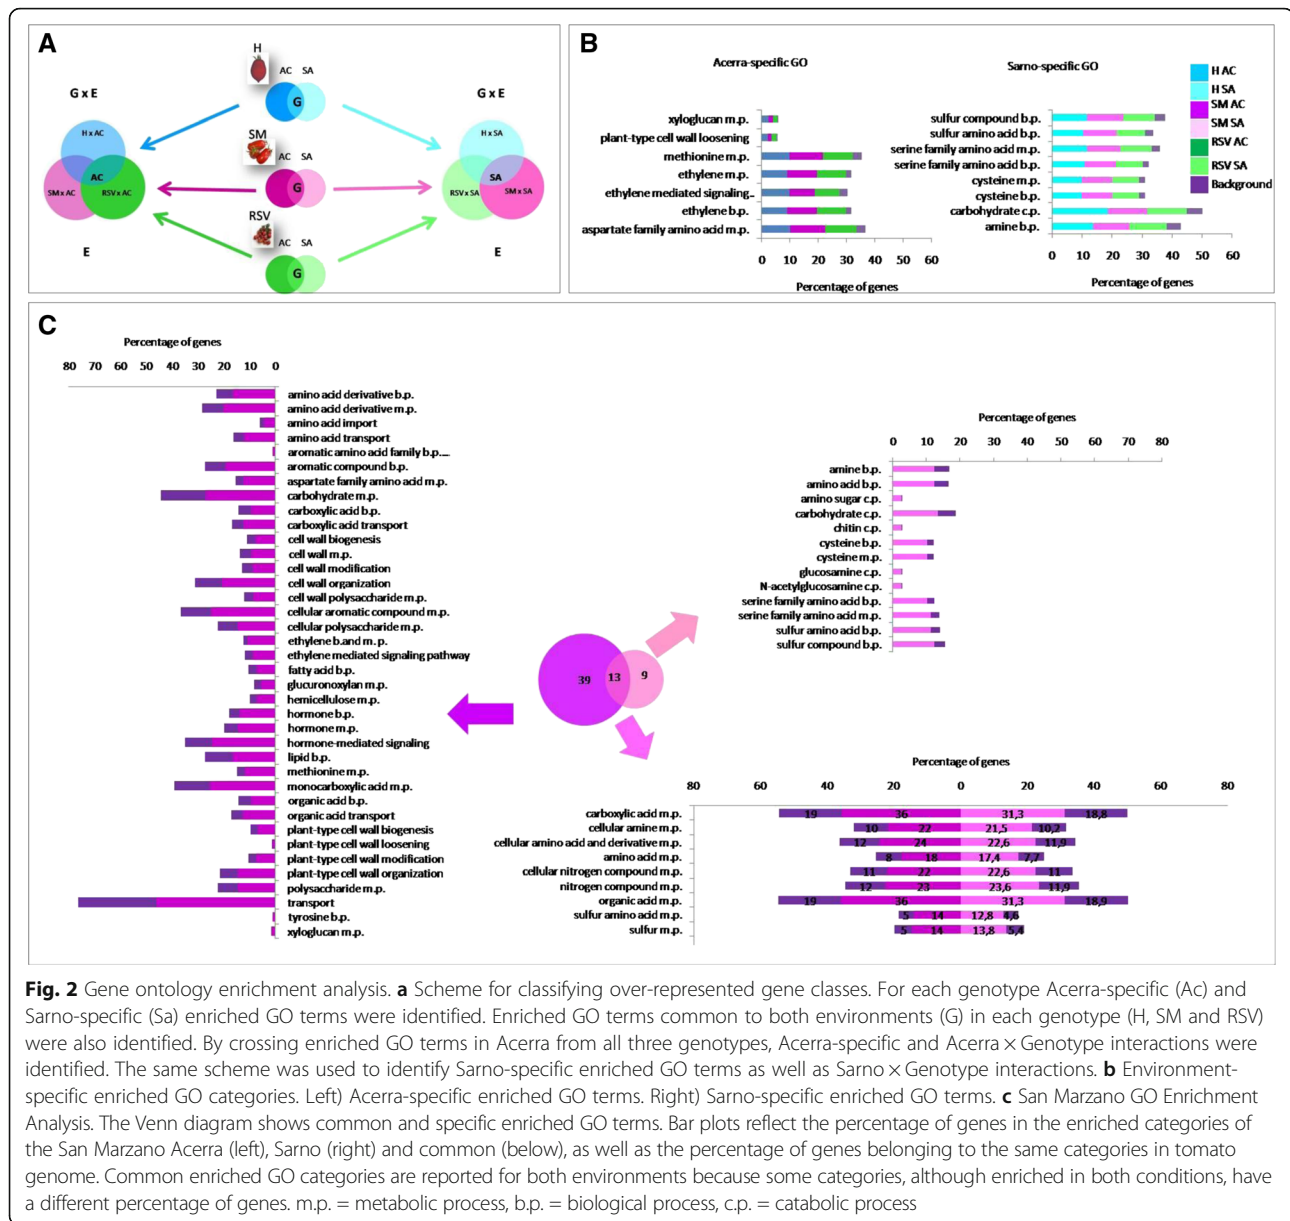 A
H
AC SA
G
G x E
G x E
H x AC
AC
SM x AC
RSV x AC
SM
AC SA
G
H x SA
SA
RSV x SA
SM x SA
RSV
AC SA
G
E
E
B
Acerra-specific GO
xyloglucan m.p.
plant-type cell wall loosening
methionine m.p.
ethylene m.p.
ethylene mediated signaling...
ethylene b.p.
aspartate family amino acid m.p.
0 10 20 30 40 50 60
Percentage of genes
Sarno-specific GO
sulfur compound b.p.
sulfur amino acid b.p.
serine family amino acid m.p.
serine family amino acid b.p.
cysteine m.p.
cysteine b.p.
carbohydrate c.p.
amine b.p.
0 10 20 30 40 50 60
Percentage of genes
H AC
H SA
SM AC
SM SA
RSV AC
RSV SA
Background
C
Percentage of genes
80 70 60 50 40 30 20 10 0
amino acid derivative b.p.
amino acid derivative m.p.
amino acid import
amino acid transport
aromatic amino acid family b.p....
aromatic compound b.p.
aspartate family amino acid m.p.
carbohydrate m.p.
carboxylic acid b.p.
carboxylic acid transport
cell wall biogenesis
cell wall m.p.
cell wall modification
cell wall organization
cell wall polysaccharide m.p.
cellular aromatic compound m.p.
cellular polysaccharide m.p.
ethylene b.and m. p.
ethylene mediated signaling pathway
fatty acid b.p.
glucuronoxylan m.p.
hemicellulose m.p.
hormone b.p.
hormone m.p.
hormone-mediated signaling
lipid b.p.
methionine m.p.
monocarboxylic acid m.p.
organic acid b.p.
organic acid transport
plant-type cell wall biogenesis
plant-type cell wall loosening
plant-type cell wall modification
plant-type cell wall organization
polysaccharide m.p.
transport
tyrosine b.p.
xyloglucan m.p.
39 13 9
Percentage of genes
0 10 20 30 40 50 60 70 80
amine b.p.
amino acid b.p.
amino sugar c.p.
carbohydrate c.p.
chitin c.p.
cysteine b.p.
cysteine m.p.
glucosamine c.p.
N-acetylglucosamine c.p.
serine family amino acid b.p.
serine family amino acid m.p.
sulfur amino acid b.p.
sulfur compound b.p.
Percentage of genes
80 60 40 20 0 20 40 60 80
carboxylic acid m.p. 19 36 31,3 18,8
cellular amine m.p. 10 22 21,5 10,2
cellular amino acid and derivative m.p. 12 24 22,6 11,9
amino acid m.p. 8 18 17,4 7,7
cellular nitrogen compound m.p. 11 22 22,6 11
nitrogen compound m.p. 12 23 23,6 11,9
organic acid m.p. 19 36 31,3 18,9
sulfur amino acid m.p. 5 14 12,8 4,6
sulfur m.p. 5 14 13,8 5,4
Fig. 2 Gene ontology enrichment analysis. a Scheme for classifying over-represented gene classes. For each genotype Acerra-specific (Ac) and
Sarno-specific (Sa) enriched GO terms were identified. Enriched GO terms common to both environments (G) in each genotype (H, SM and RSV)
were also identified. By crossing enriched GO terms in Acerra from all three genotypes, Acerra-specific and Acerra × Genotype interactions were
identified. The same scheme was used to identify Sarno-specific enriched GO terms as well as Sarno × Genotype interactions. b Environment-
specific enriched GO categories. Left) Acerra-specific enriched GO terms. Right) Sarno-specific enriched GO terms. c San Marzano GO Enrichment
Analysis. The Venn diagram shows common and specific enriched GO terms. Bar plots reflect the percentage of genes in the enriched categories of
the San Marzano Acerra (left), Sarno (right) and common (below), as well as the percentage of genes belonging to the same categories in tomato
genome. Common enriched GO categories are reported for both environments because some categories, although enriched in both conditions, have
a different percentage of genes. m.p. = metabolic process, b.p. = biological process, c.p. = catabolic process